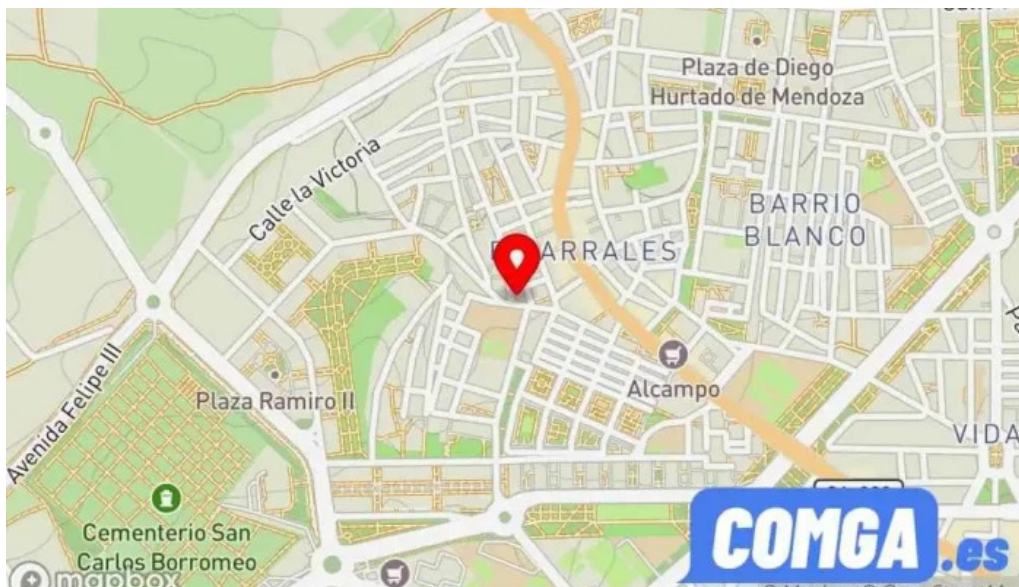 Plaza de Diego
Hurtado de Mendoza
Calle la Victoria
BARRIO
BLANCO
ARRALES
Alcampo
Avenida Felipe III
Plaza Ramiro II
VIDA
Cementerio San
Carlos Borromeo
COMGA.es
mapbox